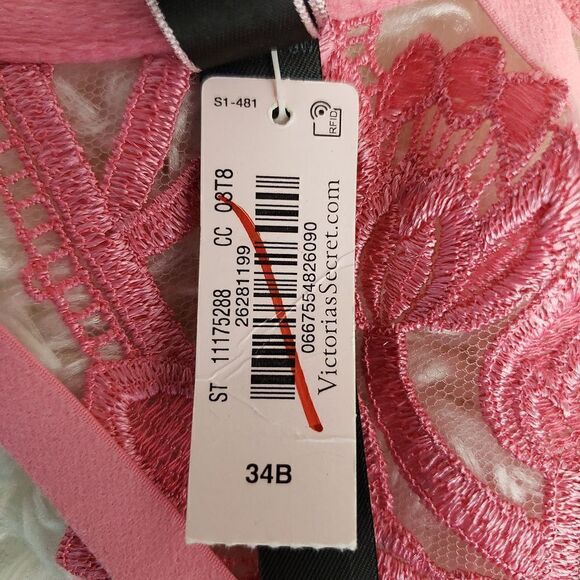 S1-481
RFID
ST 11175288 CC 08T8
26281199
0667554826090
VictoriasSecret.com
34B